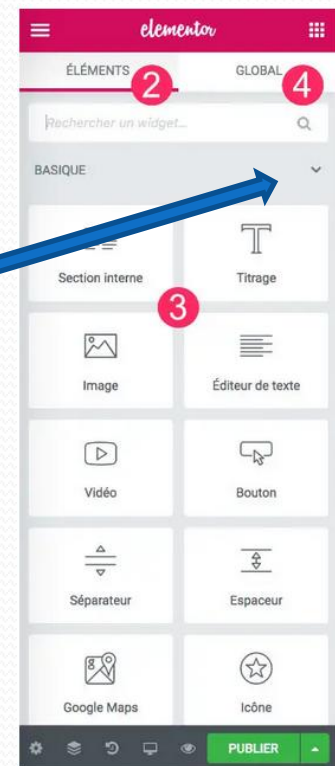 elementor
ÉLÉMENTS 2 GLOBAL 4
Rechercher un widget...
BASIQUE
Section interne Titrage
3
Image Éditeur de texte
Vidéo Bouton
Séparateur Espaceur
8
Google Maps Icône
PUBLIER